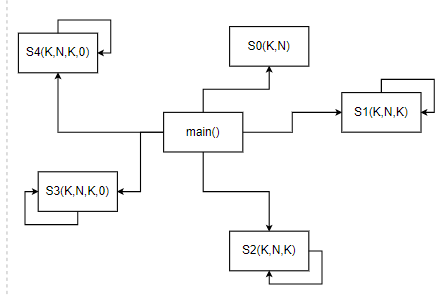 S0(K,N)
S4(K,N,K,0)
S1(K,N,K)
main()
S3(K,N,K,0)
S2(K,N,K)